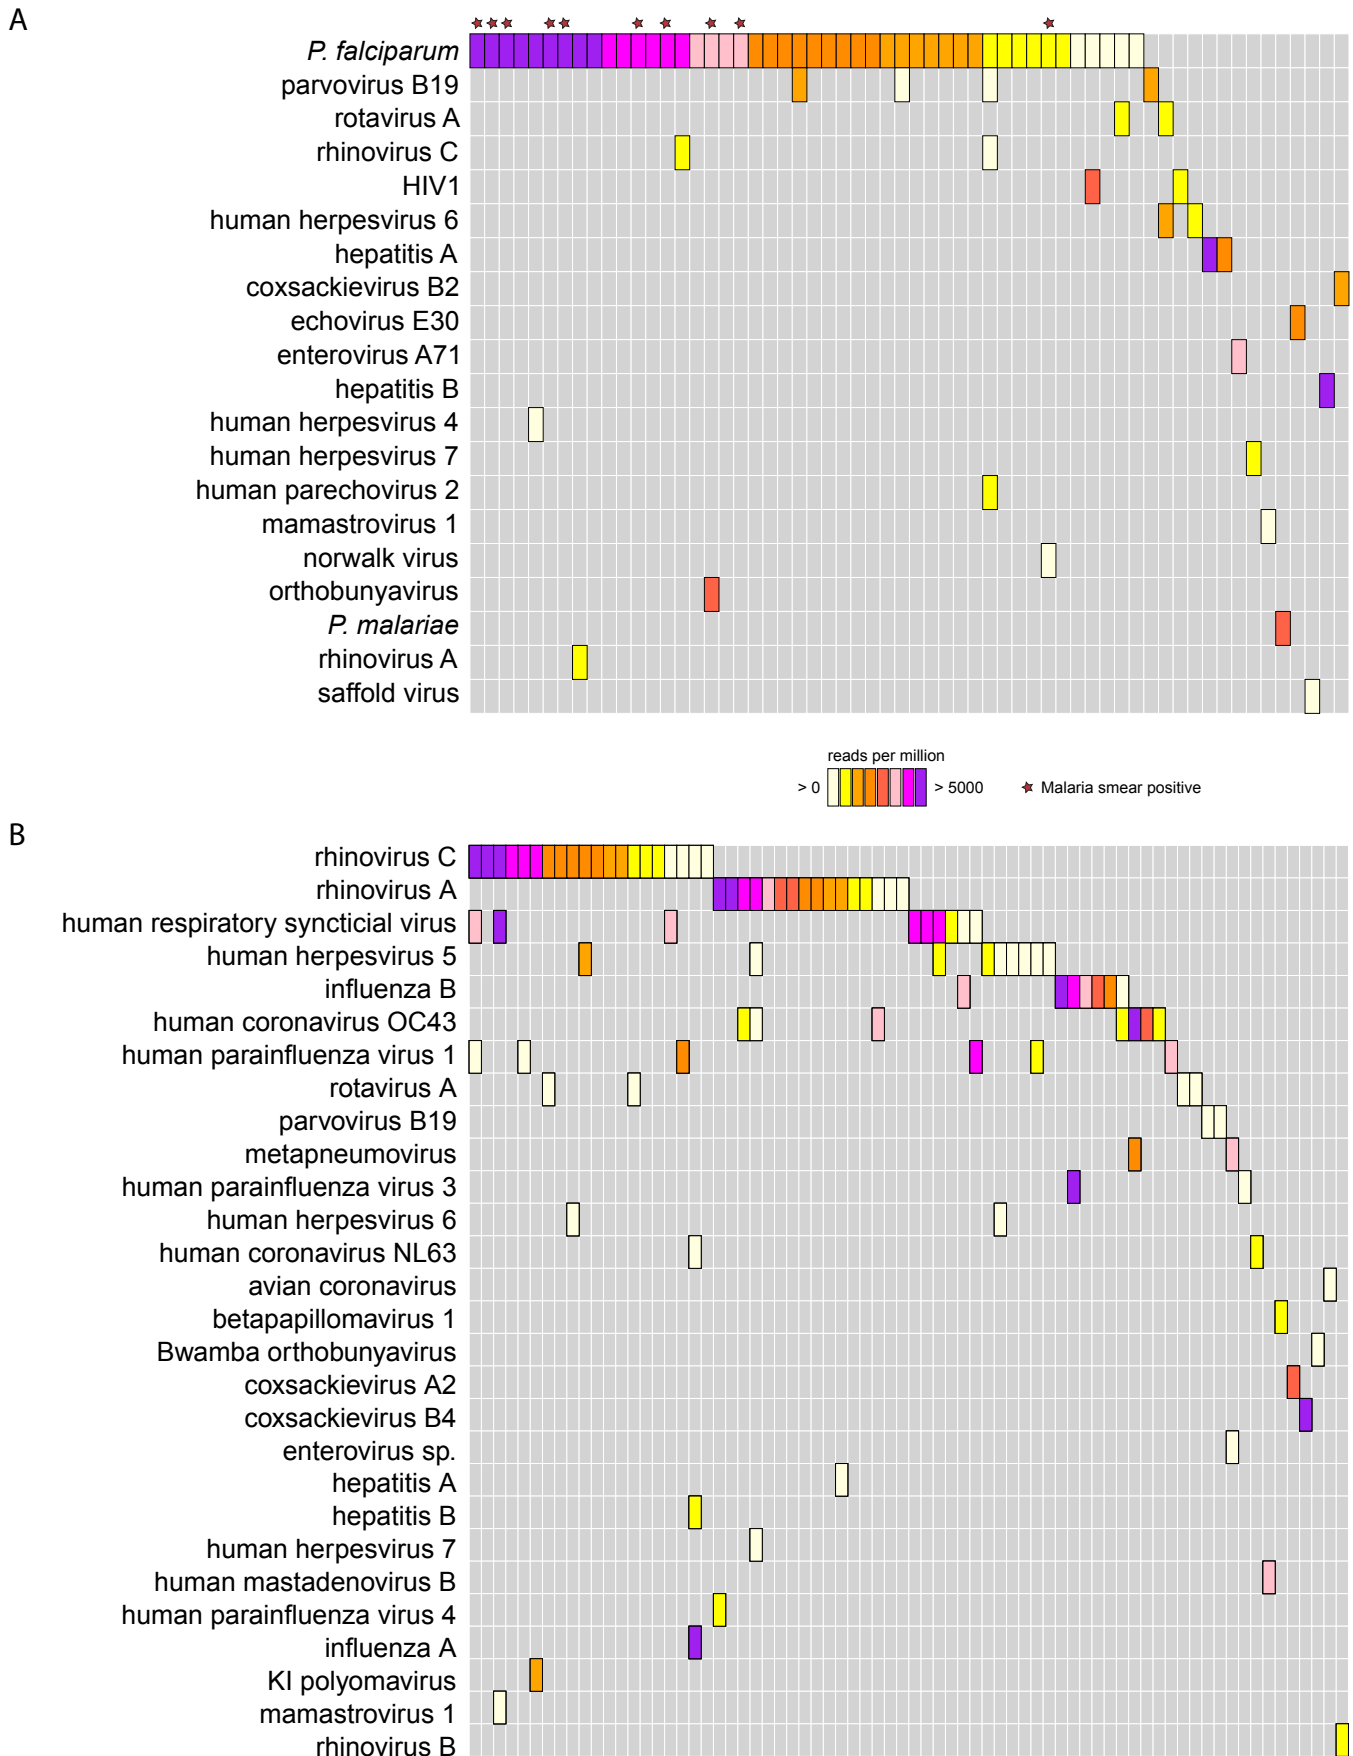 A
P. falciparum
parvovirus B19
rotavirus A
rhinovirus C
HIV1
human herpesvirus 6
hepatitis A
coxsackievirus B2
echovirus E30
enterovirus A71
hepatitis B
human herpesvirus 4
human herpesvirus 7
human parechovirus 2
mamastrovirus 1
norwalk virus
orthobunyavirus
P. malariae
rhinovirus A
saffold virus
reads per million
> 0 > 5000 Malaria smear positive
B
rhinovirus C
rhinovirus A
human respiratory syncticial virus
human herpesvirus 5
influenza B
human coronavirus OC43
human parainfluenza virus 1
rotavirus A
parvovirus B19
metapneumovirus
human parainfluenza virus 3
human herpesvirus 6
human coronavirus NL63
avian coronavirus
betapapillomavirus 1
Bwamba orthobunyavirus
coxsackievirus A2
coxsackievirus B4
enterovirus sp.
hepatitis A
hepatitis B
human herpesvirus 7
human mastadenovirus B
human parainfluenza virus 4
influenza A
KI polyomavirus
mamastrovirus 1
rhinovirus B